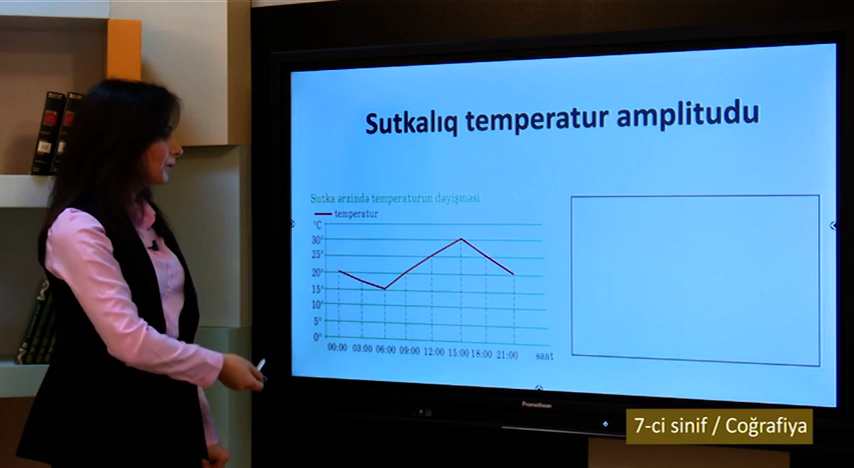 Sutkalıq temperatur amplitudu
Sutka ərzində temperaturun dəyişməsi
temperatur
°C
30°
25°
20°
15°
10°
5°
0°
00:00 03:00 06:00 09:00 12:00 15:00 18:00 21:00 saat
Promethean
7-ci sinif / Coğrafiya